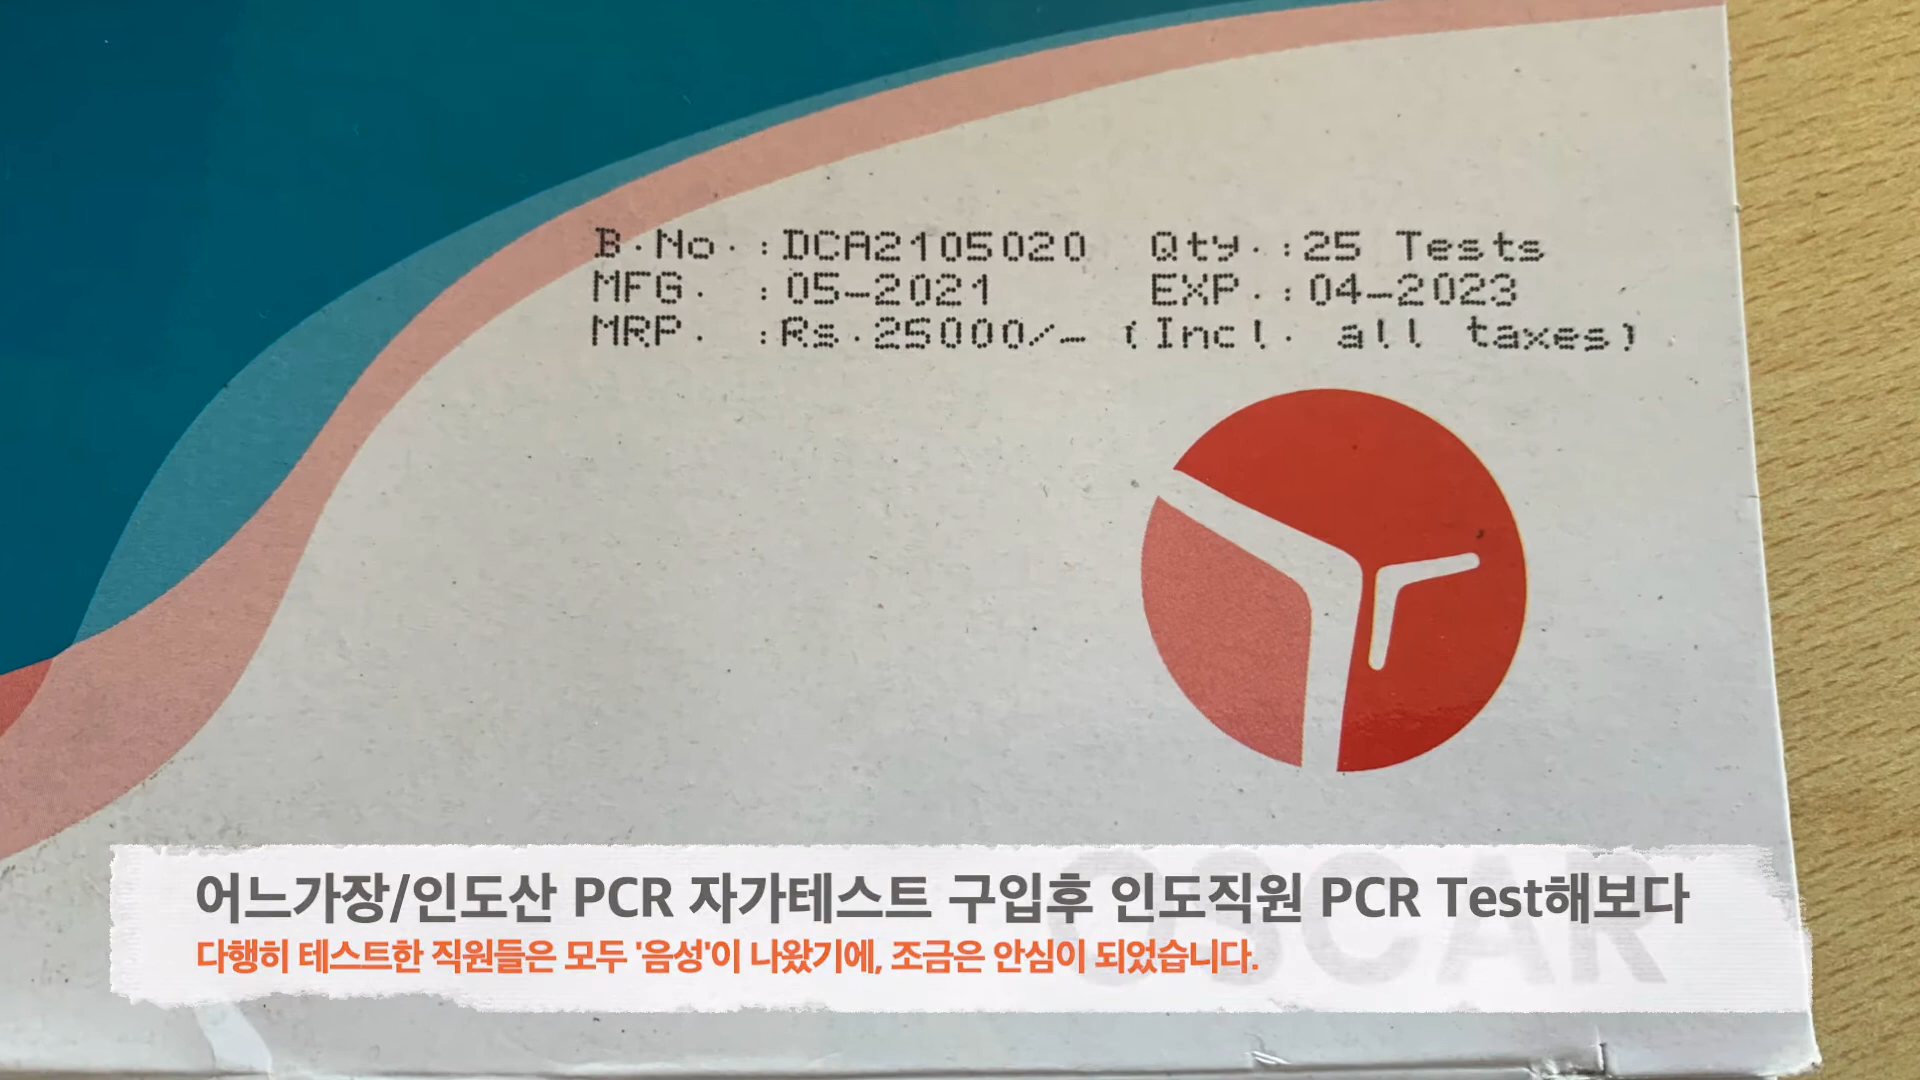 B.No. :DCA2105020 Qty. :25 Tests
MFG. :05-2021 EXP. :04-2023
MRP. :Rs.25000/- (Incl. all taxes)
OSCAR
어느가장/인도산 PCR 자가테스트 구입후 인도직원 PCR Test해보다
다행히 테스트한 직원들은 모두 '음성'이 나왔기에, 조금은 안심이 되었습니다.